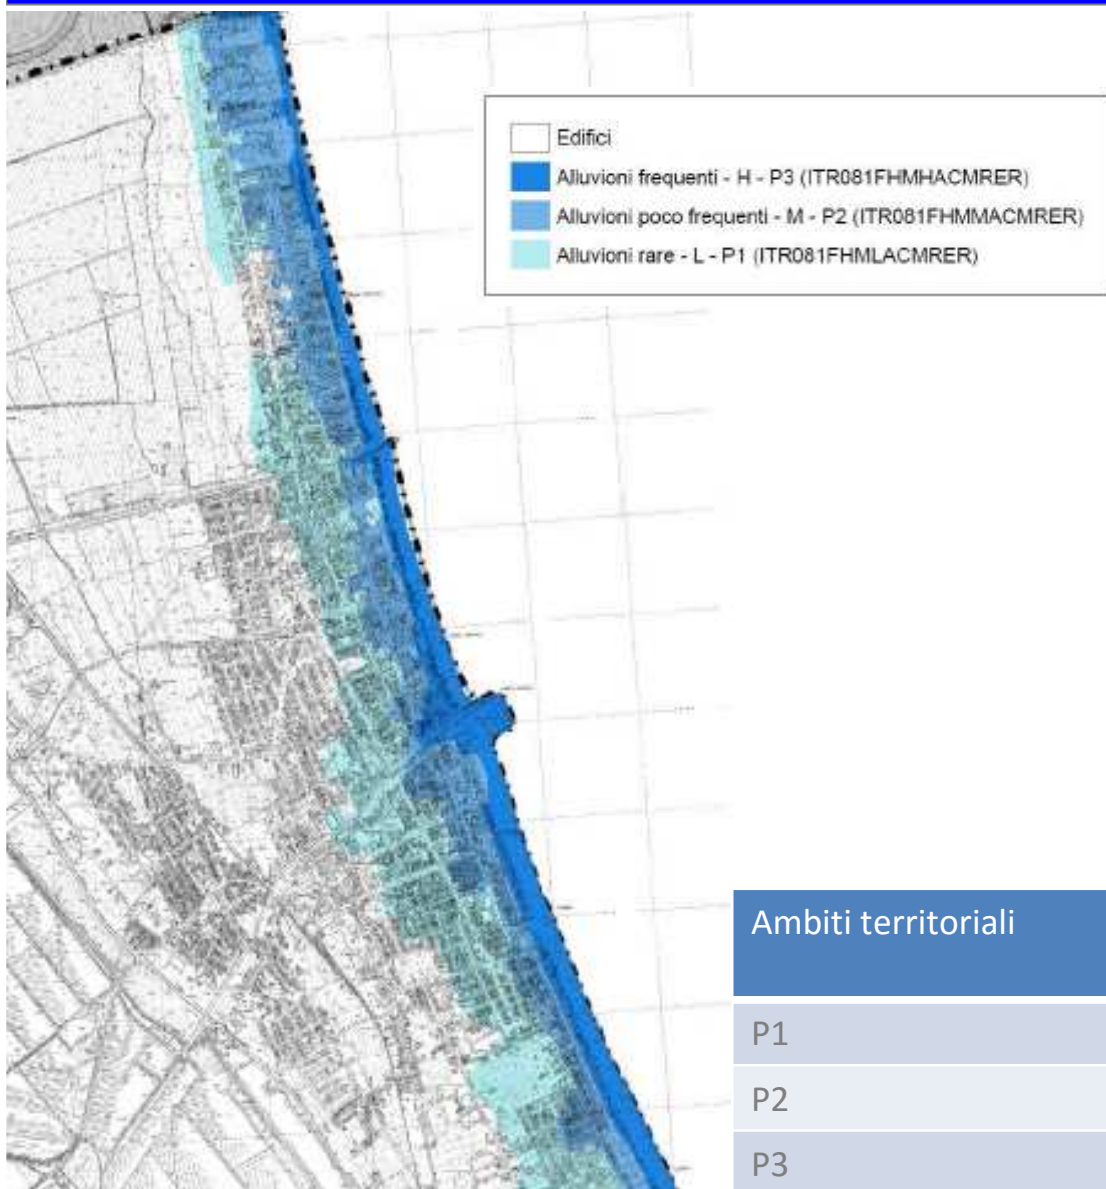 Edifici
Alluvioni frequenti - H - P3 (ITR081FHMHACMRER)
Alluvioni poco frequenti - M - P2 (ITR081FHMMACMRER)
Alluvioni rare - L - P1 (ITR081FHMLACMRER)
Ambiti territoriali
P1
P2
P3